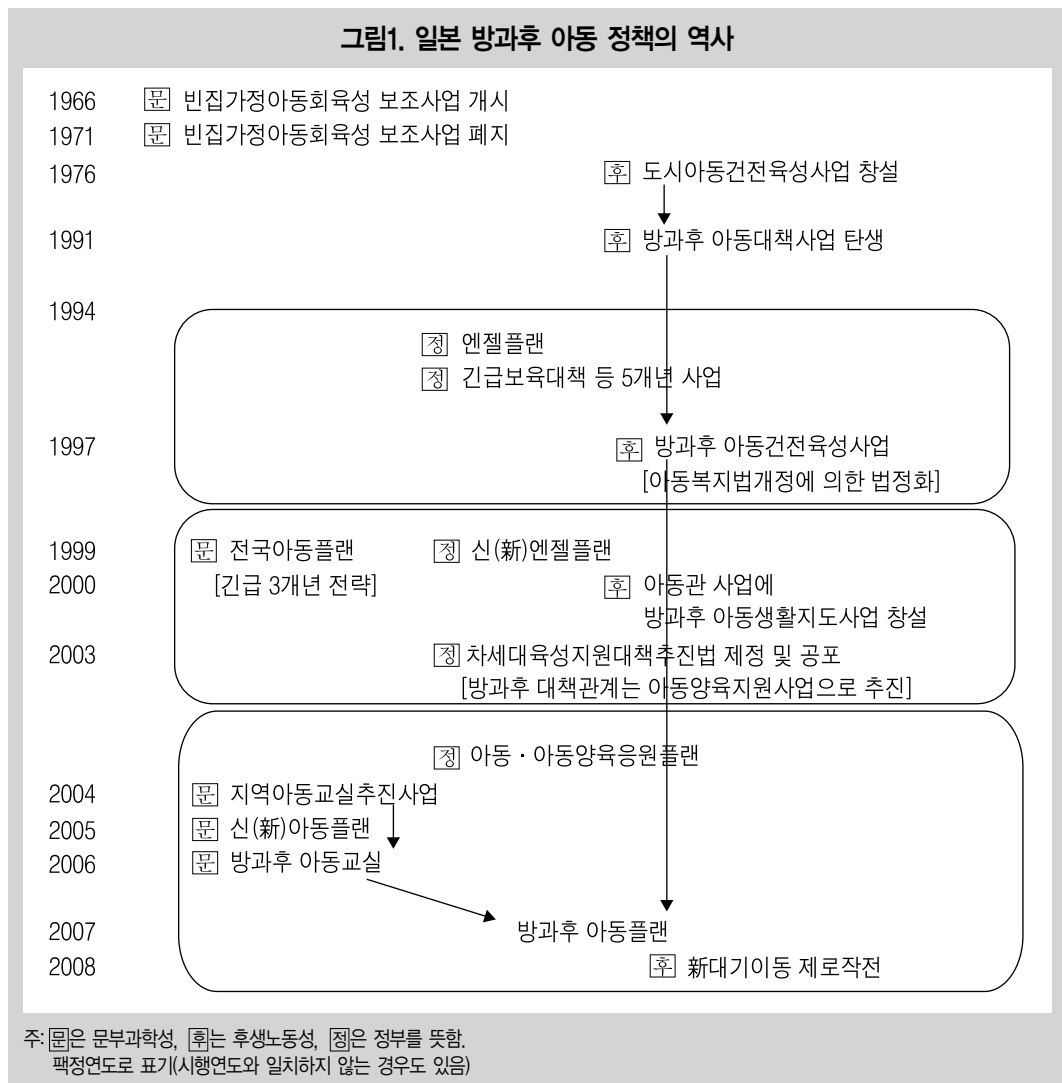 그림1. 일본 방과후 아동 정책의 역사
1966 문 빈집가정아동회육성 보조사업 개시
1971 문 빈집가정아동회육성 보조사업 폐지
1976 후 도시아동건전육성사업 창설
1991 후 방과후 아동대책사업 탄생
1994
정 엔젤플랜
정 긴급보육대책 등 5개년 사업
1997 후 방과후 아동건전육성사업
[아동복지법개정에 의한 법정화]
1999 문 전국아동플랜 정 신(新)엔젤플랜
2000 [긴급 3개년 전략] 후 아동관 사업에
방과후 아동생활지도사업 창설
2003 정 차세대육성지원대책추진법 제정 및 공포
[방과후 대책관계는 아동양육지원사업으로 추진]
정 아동·아동양육응원플랜
2004 문 지역아동교실추진사업
2005 문 신(新)아동플랜
2006 문 방과후 아동교실
2007 방과후 아동플랜
2008 후 新대기이동 제로작전
주: 문은 문부과학성, 후는 후생노동성, 정은 정부를 뜻함.
팩정연도로 표기(시행연도와 일치하지 않는 경우도 있음)